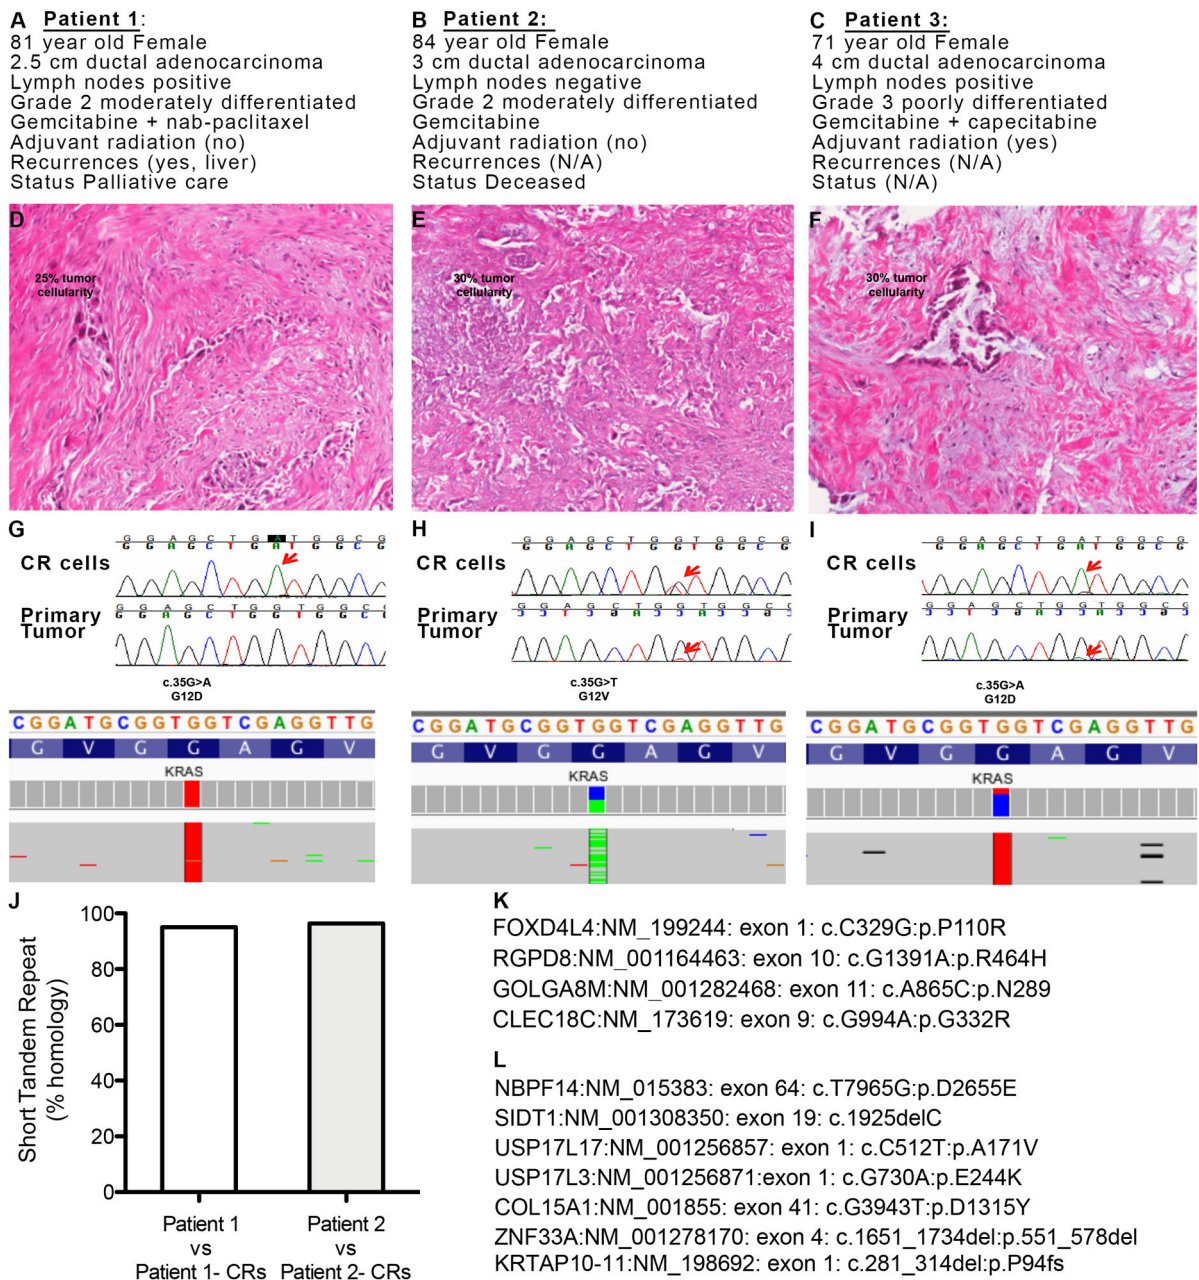 A Patient 1:
81 year old Female
2.5 cm ductal adenocarcinoma
Lymph nodes positive
Grade 2 moderately differentiated
Gemcitabine + nab-paclitaxel
Adjuvant radiation (no)
Recurrences (yes, liver)
Status Palliative care
B Patient 2:
84 year old Female
3 cm ductal adenocarcinoma
Lymph nodes negative
Grade 2 moderately differentiated
Gemcitabine
Adjuvant radiation (no)
Recurrences (N/A)
Status Deceased
C Patient 3:
71 year old Female
4 cm ductal adenocarcinoma
Lymph nodes positive
Grade 3 poorly differentiated
Gemcitabine + capecitabine
Adjuvant radiation (yes)
Recurrences (N/A)
Status (N/A)
D
25% tumor
cellularity
E
30% tumor
cellularity
F
30% tumor
cellularity
G
G G A G C T G A T G G C G
CR cells
G G A G C T G G T G G C
Primary
Tumor
c.35G>A
G12D
C G G A T G C G G T G G T C G A G G T T G
G V G G A G V
KRAS
H
G G A G C T G G T G G C G
CR cells
Primary
Tumor
c.35G>T
G12V
C G G A T G C G G T G G T C G A G G T T G
G V G G A G V
KRAS
I
G G A G C T G A T G G C G
CR cells
Primary
Tumor
c.35G>A
G12D
C G G A T G C G G T G G T C G A G G T T G
G V G G A G V
KRAS
J
Short Tandem Repeat
(% homology)
100
80
60
40
20
0
Patient 1
vs
Patient 1- CRs
Patient 2
vs
Patient 2- CRs
K
FOXD4L4:NM_199244: exon 1: c.C329G:p.P110R
RGPD8:NM_001164463: exon 10: c.G1391A:p.R464H
GOLGA8M:NM_001282468: exon 11: c.A865C:p.N289
CLEC18C:NM_173619: exon 9: c.G994A:p.G332R
L
NBPF14:NM_015383: exon 64: c.T7965G:p.D2655E
SIDT1:NM_001308350: exon 19: c.1925delC
USP17L17:NM_001256857: exon 1: c.C512T:p.A171V
USP17L3:NM_001256871:exon 1: c.G730A:p.E244K
COL15A1:NM_001855: exon 41: c.G3943T:p.D1315Y
ZNF33A:NM_001278170: exon 4: c.1651_1734del:p.551_578del
KRTAP10-11:NM_198692: exon 1: c.281_314del:p.P94fs